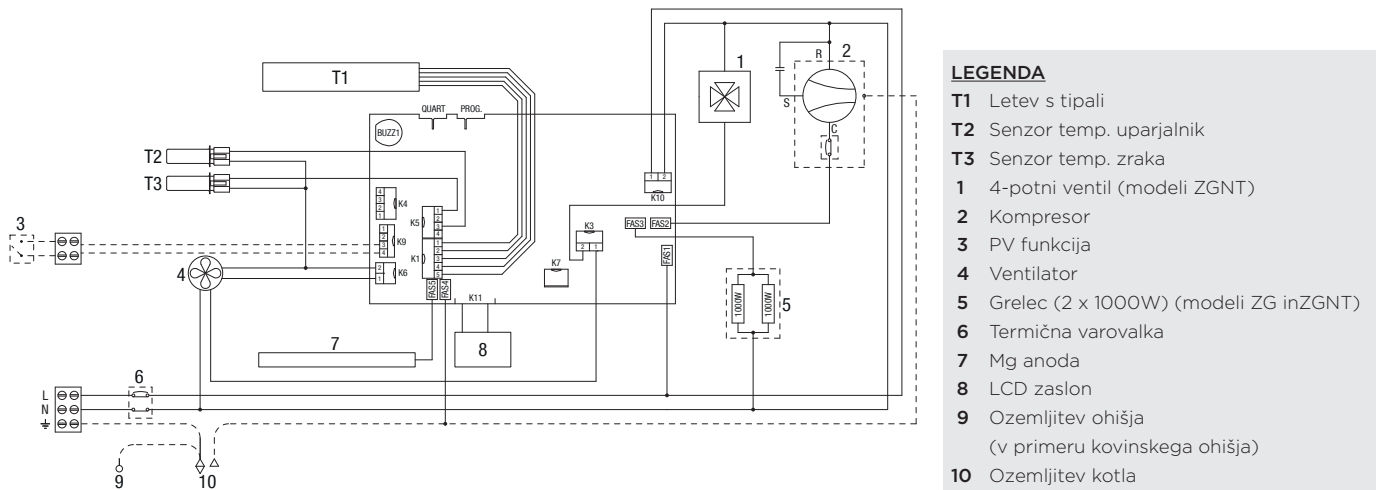 T1
QUART
PROG.
BUZZ1
T2
T3
4
3
2
1
K4
1
2
3
4
K5
1
2
3
4
K9
1
2
3
4
5
K1
2
1
K6
3
4
FAS5
FAS4
K11
7
8
K7
K3
2
1
FAS3
FAS2
FAS1
1
2
K10
1
2
R
S
C
1000W
1000W
5
6
L
N
9
10
LEGENDA
T1 Letev s tipali
T2 Senzor temp. uparjalnik
T3 Senzor temp. zraka
1 4-potni ventil (modeli ZGNT)
2 Kompresor
3 PV funkcija
4 Ventilator
5 Grelec (2 x 1000W) (modeli ZG inZGNT)
6 Termična varovalka
7 Mg anoda
8 LCD zaslon
9 Ozemljitev ohišja
(v primeru kovinskega ohišja)
10 Ozemljitev kotla